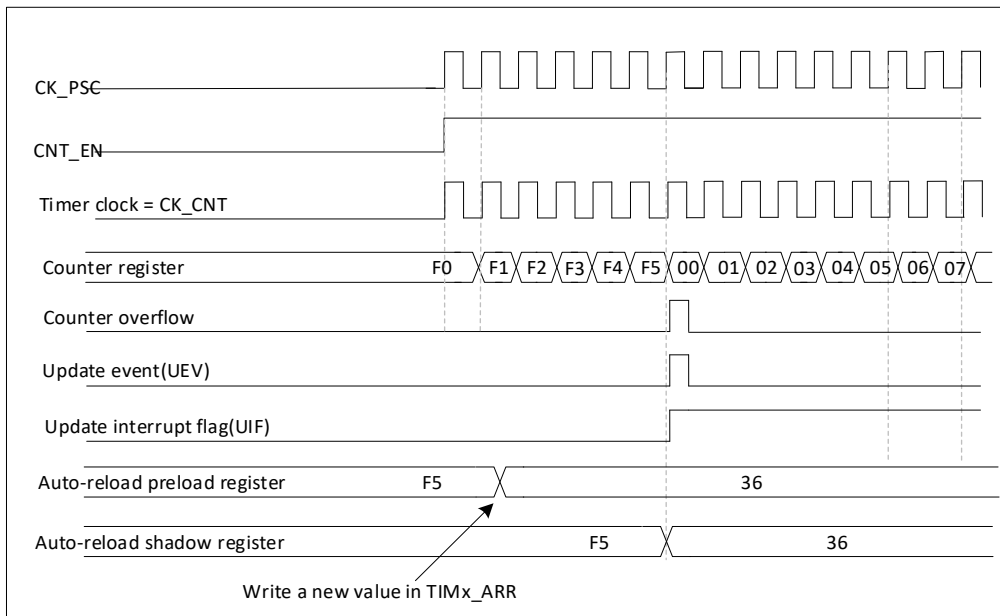 CK_PSC
CNT_EN
Timer clock = CK_CNT
Counter register F0 F1 F2 F3 F4 F5 00 01 02 03 04 05 06 07
Counter overflow
Update event(UEV)
Update interrupt flag(UIF)
Auto-reload preload register F5 36
Auto-reload shadow register F5 36
Write a new value in TIMx_ARR